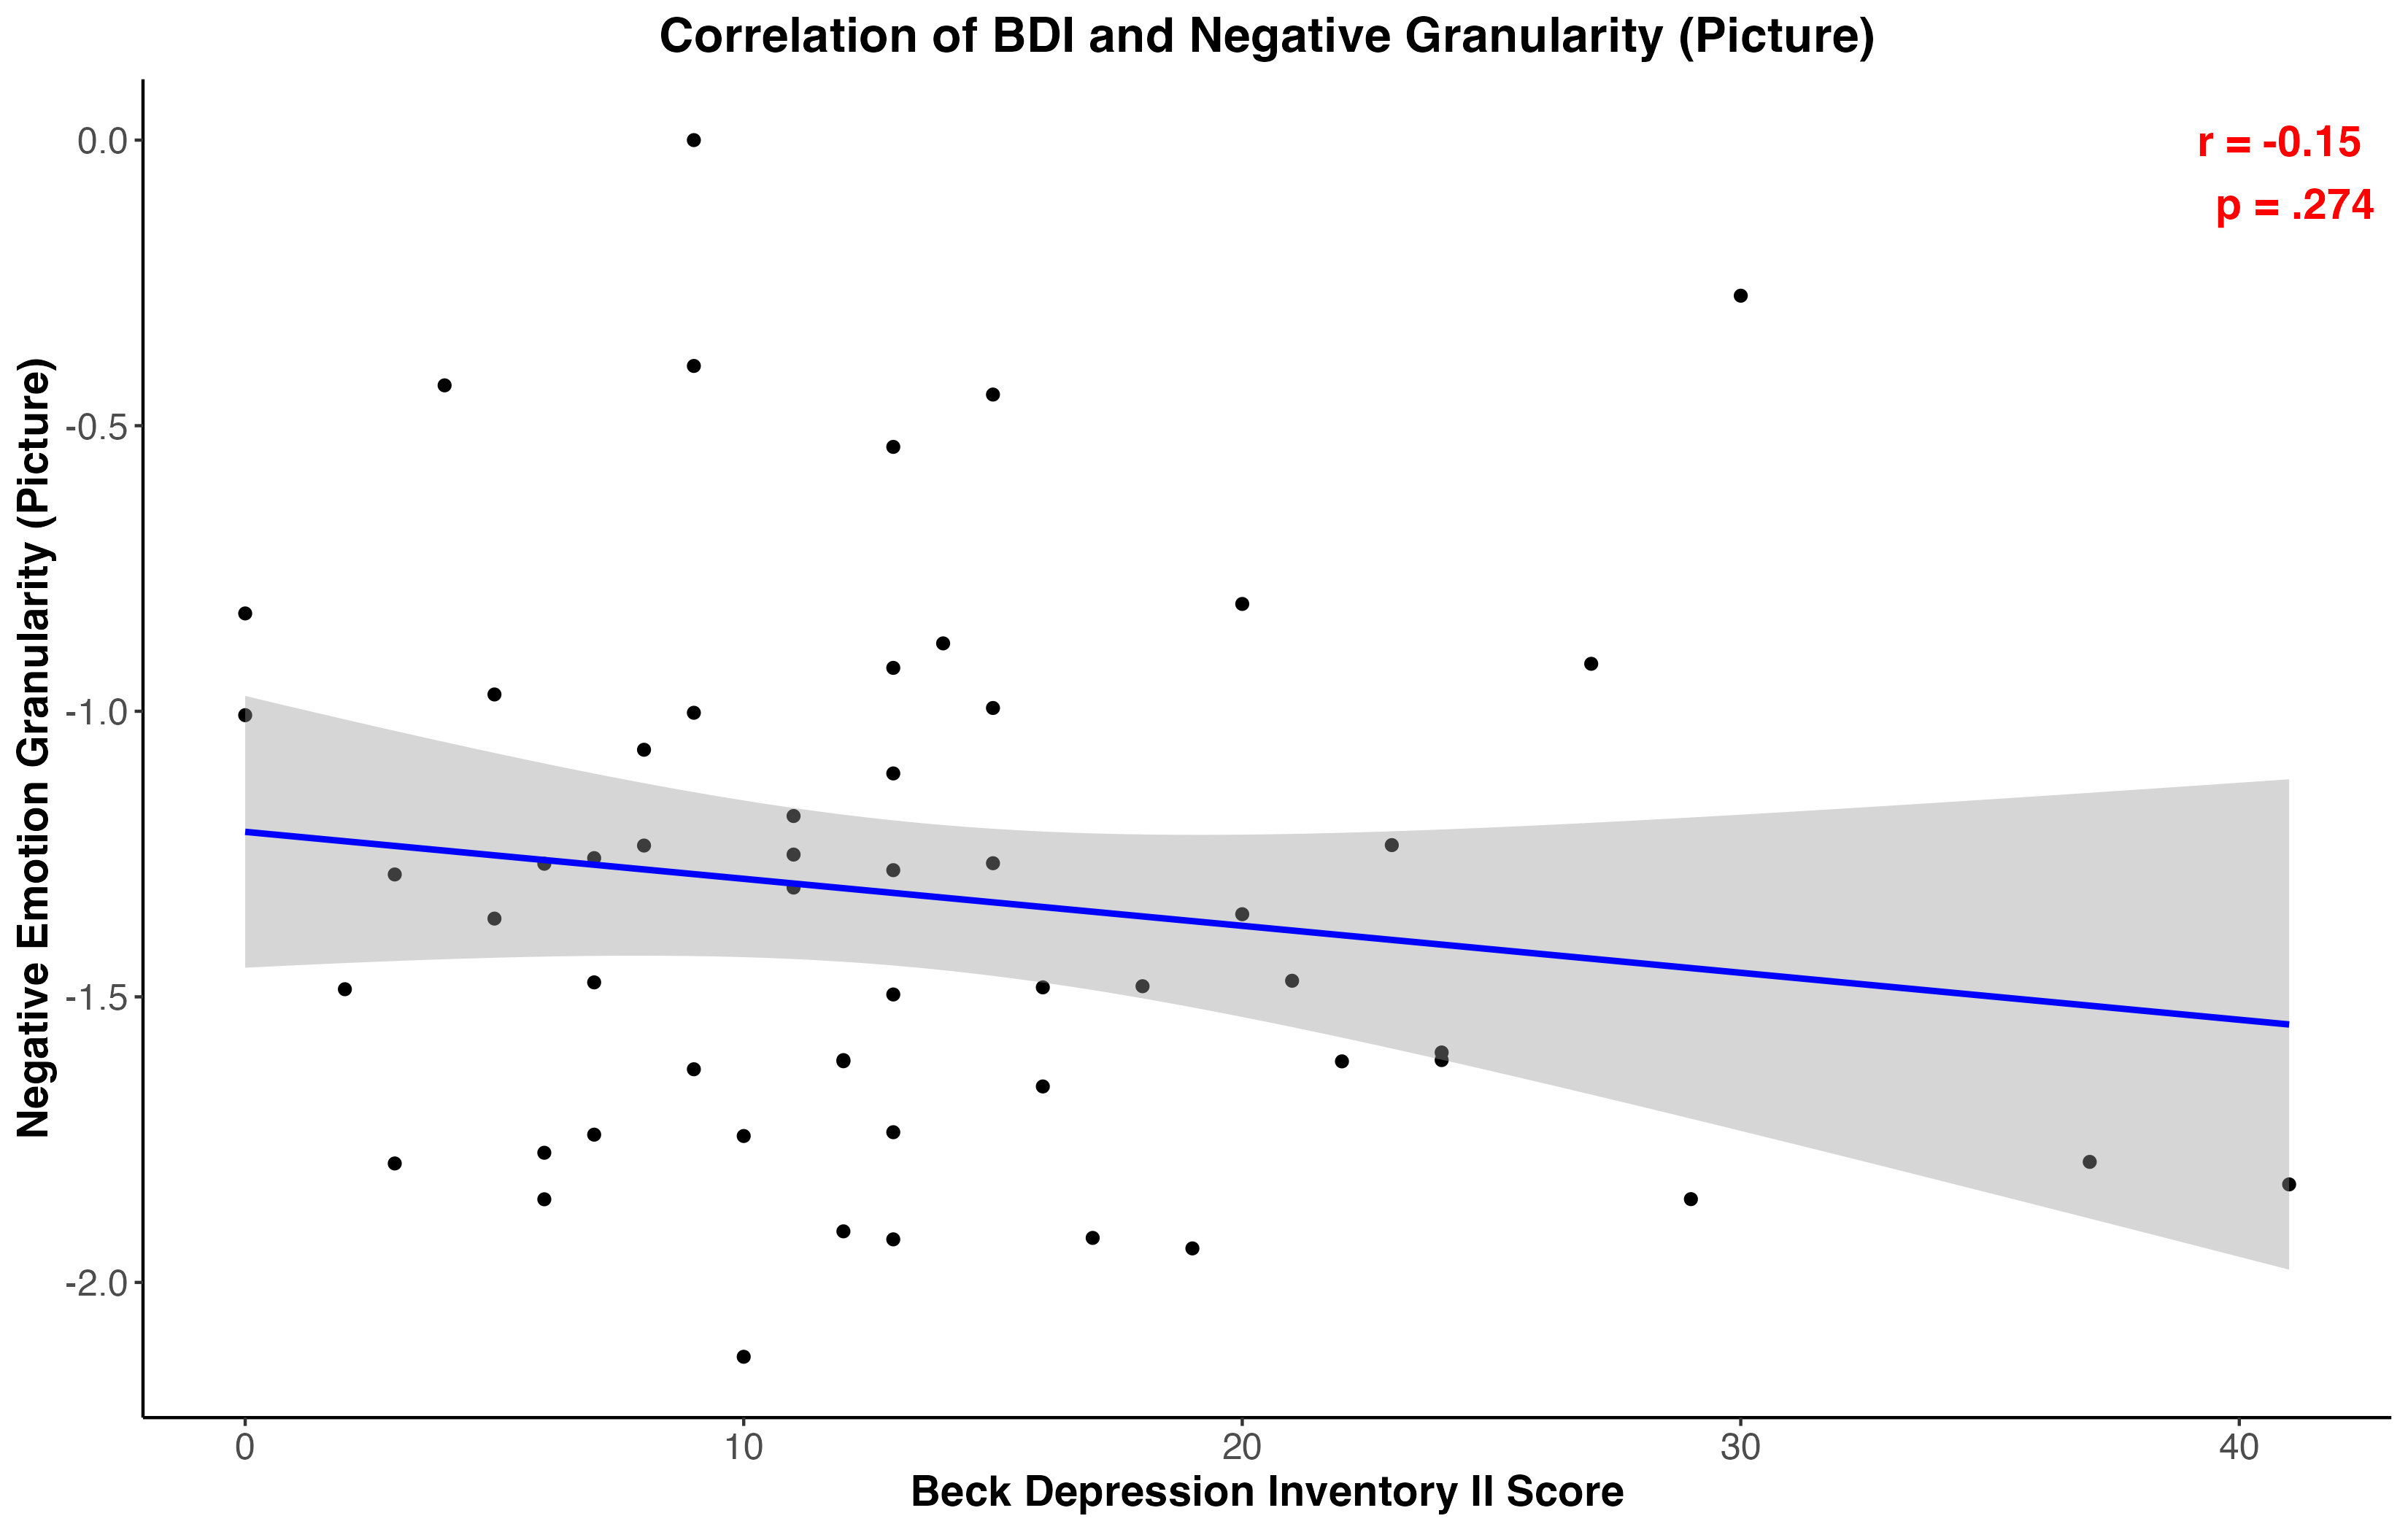 Correlation of BDI and Negative Granularity (Picture)
r = -0.15
p = .274
Negative Emotion Granularity (Picture)
0.0
-0.5
-1.0
-1.5
-2.0
0 10 20 30 40
Beck Depression Inventory II Score